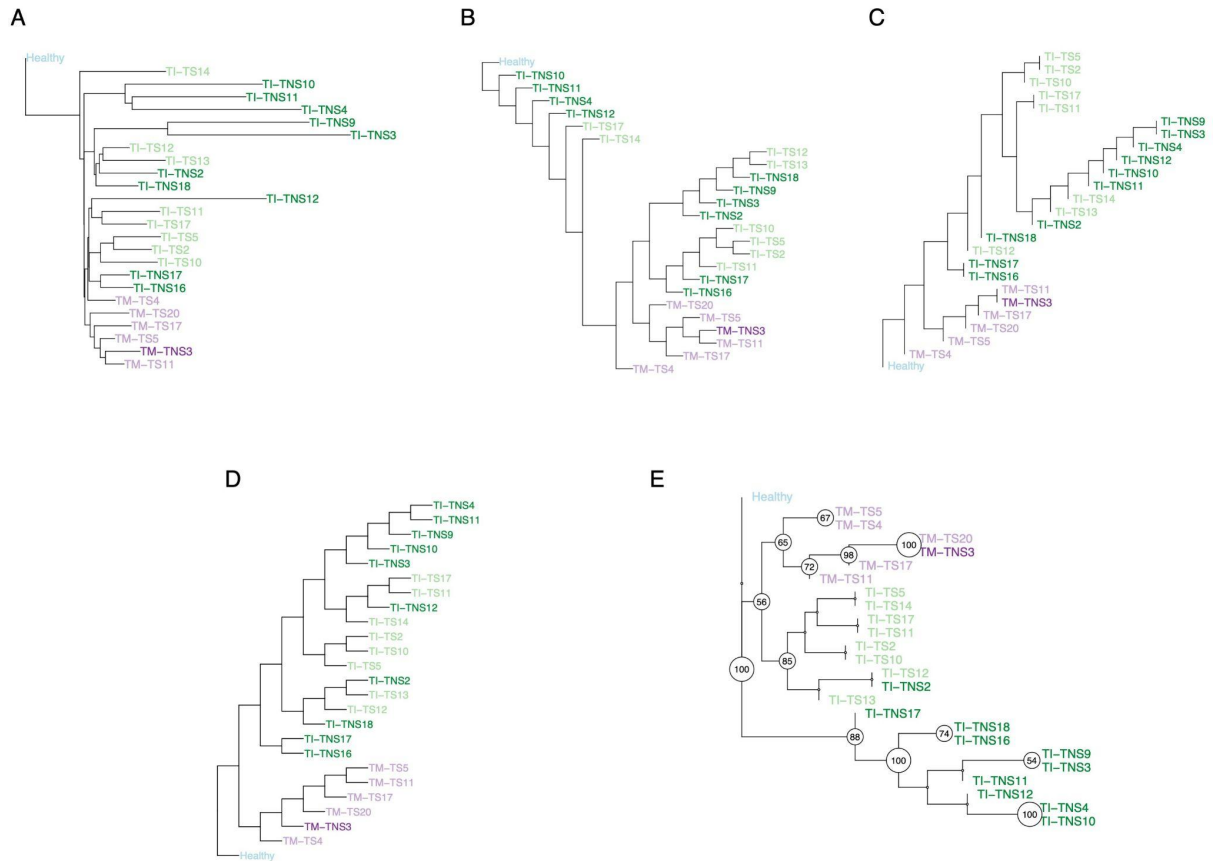 A
Healthy
TI-TS14
TI-TNS10
TI-TNS11
TI-TNS4
TI-TNS9
TI-TNS3
TI-TS12
TI-TS13
TI-TNS2
TI-TNS18
TI-TNS12
TI-TS11
TI-TS17
TI-TS5
TI-TS2
TI-TS10
TI-TNS17
TI-TNS16
TM-TS4
TM-TS20
TM-TS17
TM-TS5
TM-TNS3
TM-TS11
B
Healthy
TI-TNS10
TI-TNS11
TI-TNS4
TI-TNS12
TI-TS17
TI-TS14
TI-TS12
TI-TS13
TI-TNS18
TI-TNS9
TI-TNS3
TI-TNS2
TI-TS10
TI-TS5
TI-TS2
TI-TS11
TI-TNS17
TI-TNS16
TM-TS20
TM-TS5
TM-TNS3
TM-TS11
TM-TS17
TM-TS4
C
TI-TS5
TI-TS2
TI-TS10
TI-TS17
TI-TS11
TI-TNS9
TI-TNS3
TI-TNS4
TI-TNS12
TI-TNS10
TI-TNS11
TI-TS14
TI-TS13
TI-TNS2
TI-TNS18
TI-TS12
TI-TNS17
TI-TNS16
TM-TS11
TM-TNS3
TM-TS17
TM-TS20
TM-TS5
TM-TS4
Healthy
D
TI-TNS4
TI-TNS11
TI-TNS9
TI-TNS10
TI-TNS3
TI-TS17
TI-TS11
TI-TNS12
TI-TS14
TI-TS2
TI-TS10
TI-TS5
TI-TNS2
TI-TS13
TI-TS12
TI-TNS18
TI-TNS17
TI-TNS16
TM-TS5
TM-TS11
TM-TS17
TM-TS20
TM-TNS3
TM-TS4
Healthy
E
Healthy
TM-TS5
67
TM-TS4
65
TM-TS20
100
TM-TNS3
98
TM-TS17
72
TM-TS11
56
TI-TS5
TI-TS14
TI-TS17
TI-TS11
TI-TS2
TI-TS10
85
100
TI-TS12
TI-TNS2
TI-TS13
TI-TNS17
88
TI-TNS18
74
TI-TNS16
100
TI-TNS9
54
TI-TNS3
TI-TNS11
TI-TNS12
TI-TNS4
100
TI-TNS10